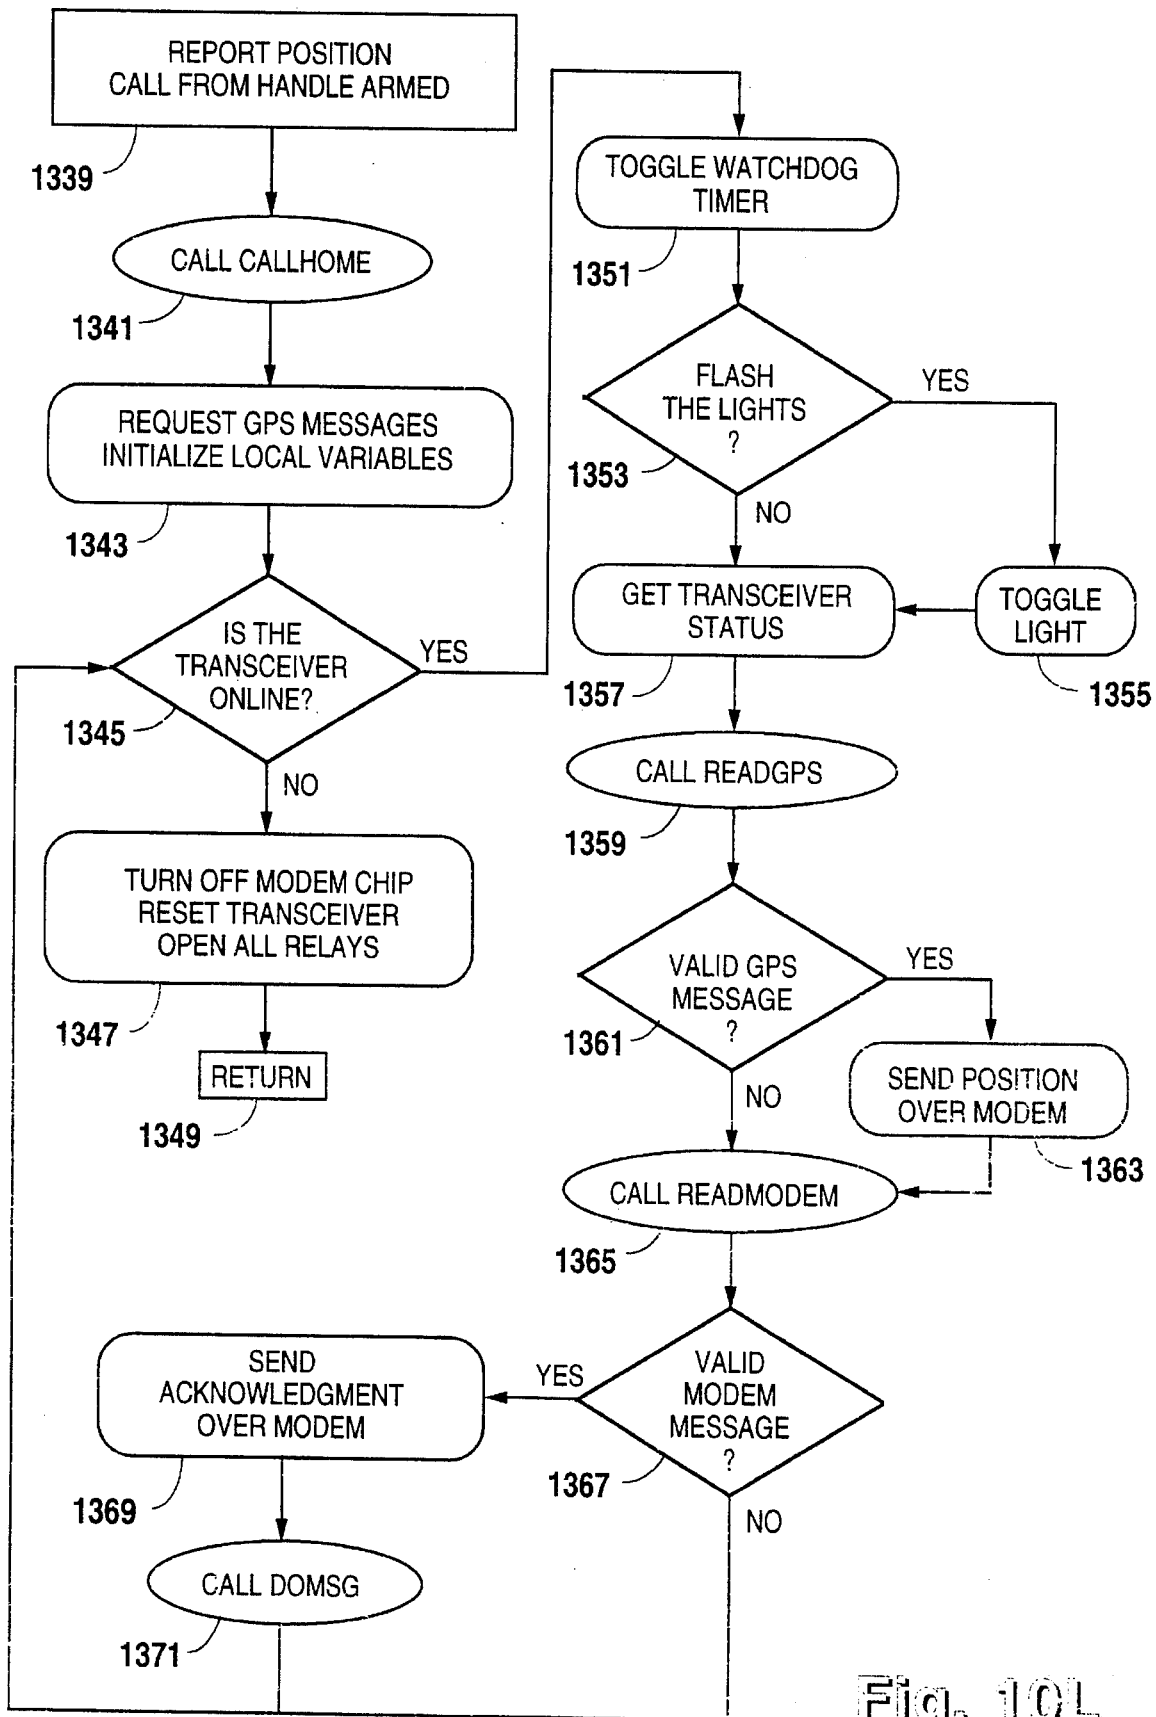 REPORT POSITION
CALL FROM HANDLE ARMED
1339
CALL CALLHOME
1341
REQUEST GPS MESSAGES
INITIALIZE LOCAL VARIABLES
1343
IS THE
TRANSCEIVER
ONLINE?
YES
1345
NO
TURN OFF MODEM CHIP
RESET TRANSCEIVER
OPEN ALL RELAYS
1347
RETURN
1349
TOGGLE WATCHDOG
TIMER
1351
FLASH
THE LIGHTS
?
YES
1353
NO
TOGGLE
LIGHT
1355
GET TRANSCEIVER
STATUS
1357
CALL READGPS
1359
VALID GPS
MESSAGE
?
YES
1361
NO
SEND POSITION
OVER MODEM
1363
CALL READMODEM
1365
VALID
MODEM
MESSAGE
?
YES
1367
NO
SEND
ACKNOWLEDGMENT
OVER MODEM
1369
CALL DOMSG
1371
Fig. 10L